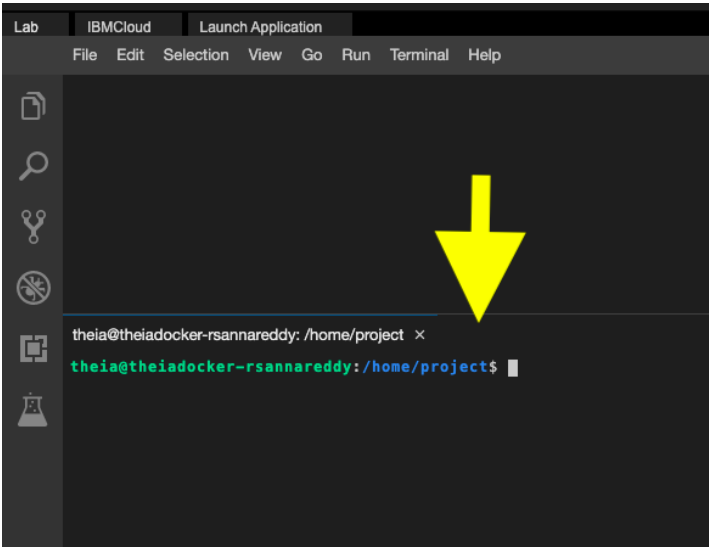 Lab IBMCloud Launch Application
File Edit Selection View Go Run Terminal Help
theia@theiadocker-rsannareddy: /home/project ×
theia@theiadocker-rsannareddy:/home/project$